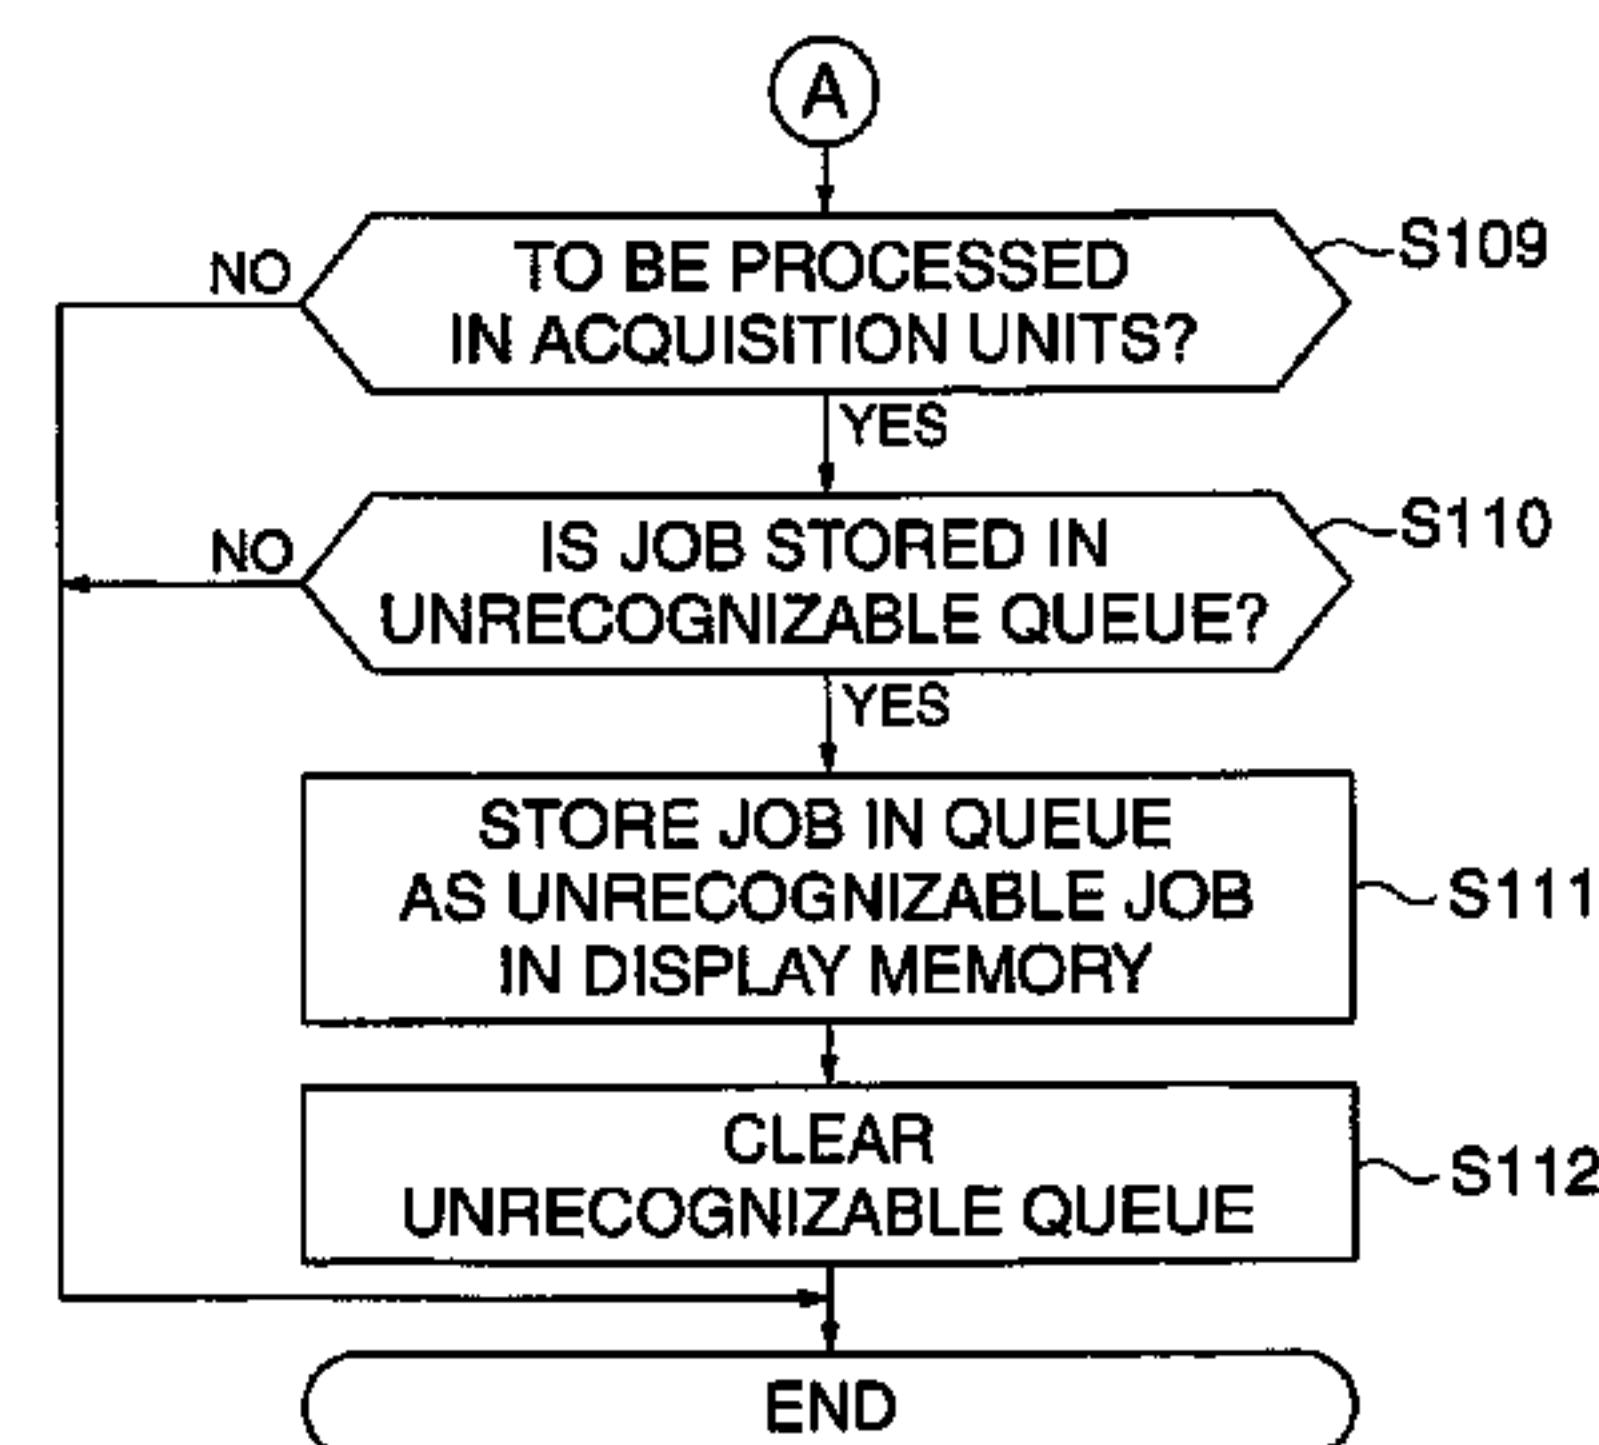 A
TO BE PROCESSED
IN ACQUISITION UNITS?
S109
NO
YES
IS JOB STORED IN
UNRECOGNIZABLE QUEUE?
S110
NO
YES
STORE JOB IN QUEUE
AS UNRECOGNIZABLE JOB
IN DISPLAY MEMORY
S111
CLEAR
UNRECOGNIZABLE QUEUE
S112
END